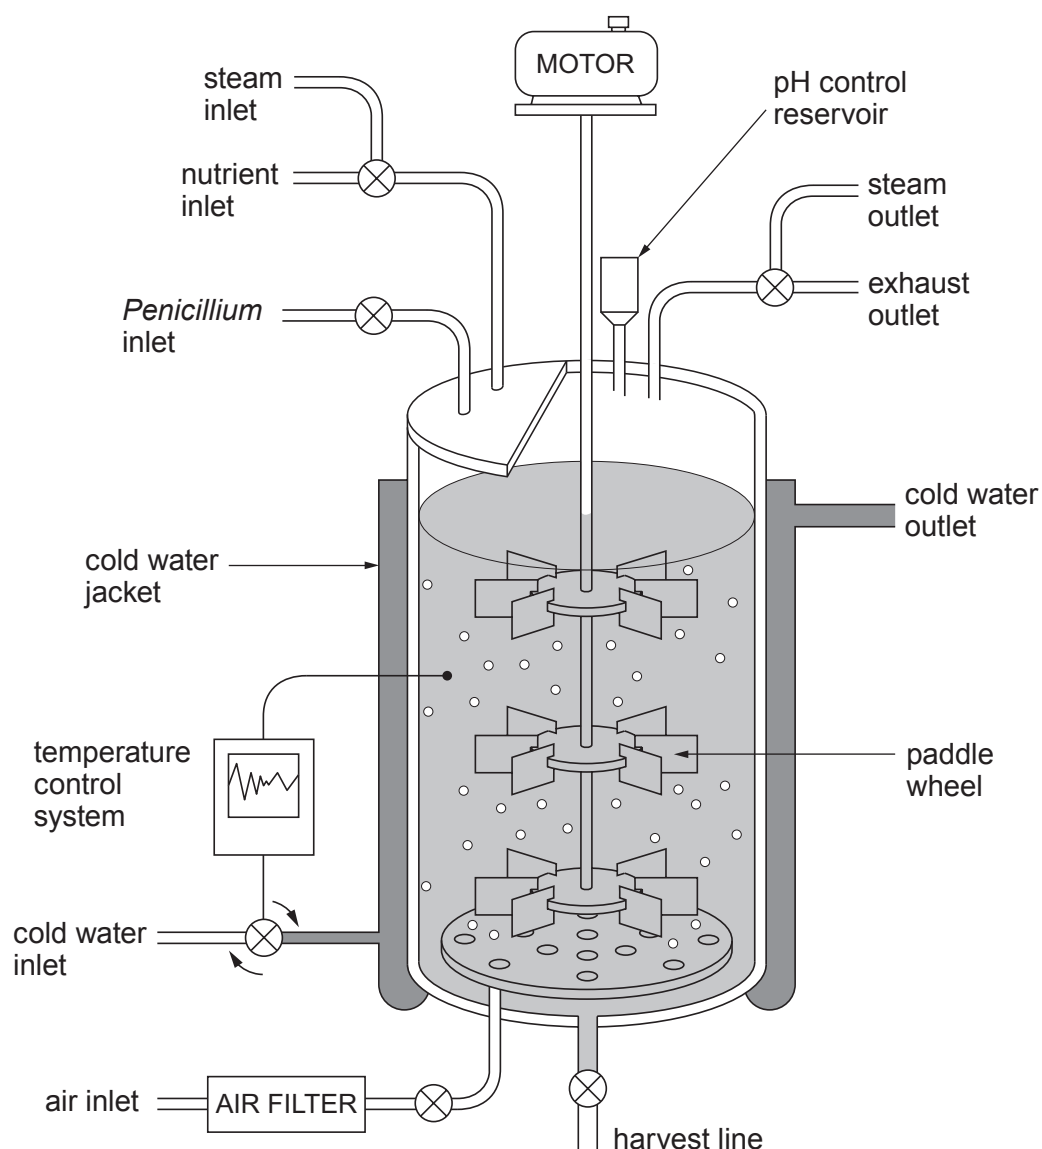 MOTOR
steam
inlet
pH control
reservoir
nutrient
inlet
steam
outlet
Penicillium
inlet
exhaust
outlet
cold water
outlet
cold water
jacket
temperature
control
system
paddle
wheel
cold water
inlet
air inlet
AIR FILTER
harvest line